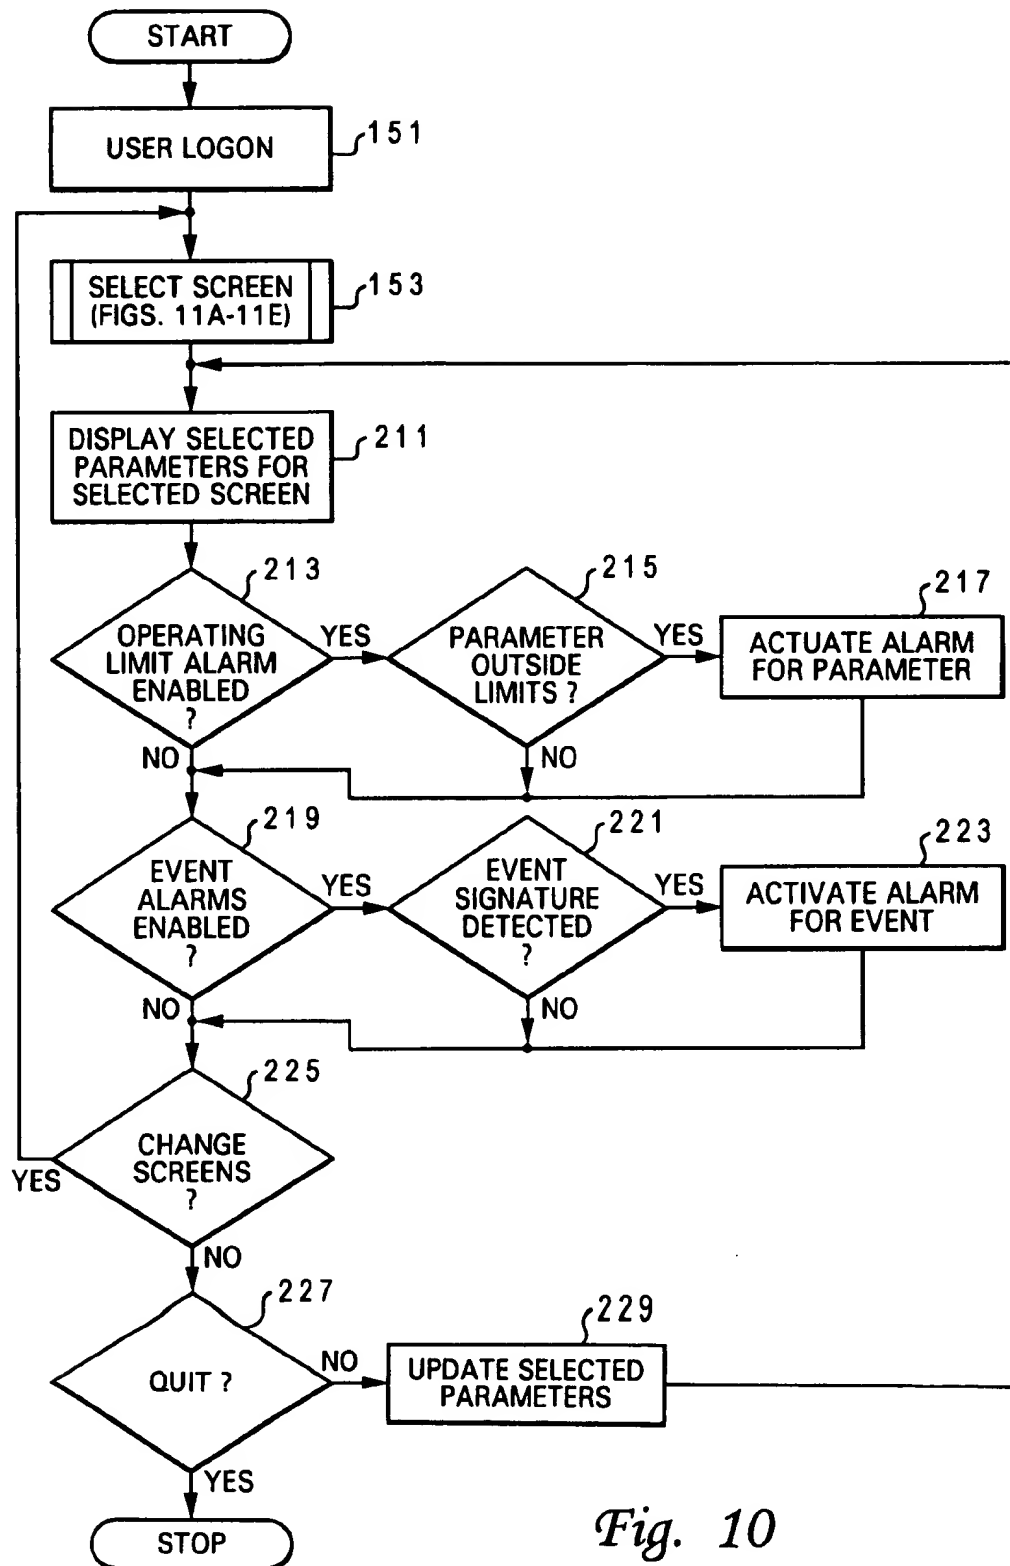 START
USER LOGON
151
SELECT SCREEN
(FIGS. 11A-11E)
153
DISPLAY SELECTED
PARAMETERS FOR
SELECTED SCREEN
211
213
OPERATING
LIMIT ALARM
ENABLED
?
YES
NO
215
PARAMETER
OUTSIDE
LIMITS ?
YES
NO
217
ACTUATE ALARM
FOR PARAMETER
219
EVENT
ALARMS
ENABLED
?
YES
NO
221
EVENT
SIGNATURE
DETECTED
?
YES
NO
223
ACTIVATE ALARM
FOR EVENT
225
CHANGE
SCREENS
?
YES
NO
227
QUIT ?
NO
YES
229
UPDATE SELECTED
PARAMETERS
STOP
Fig. 10